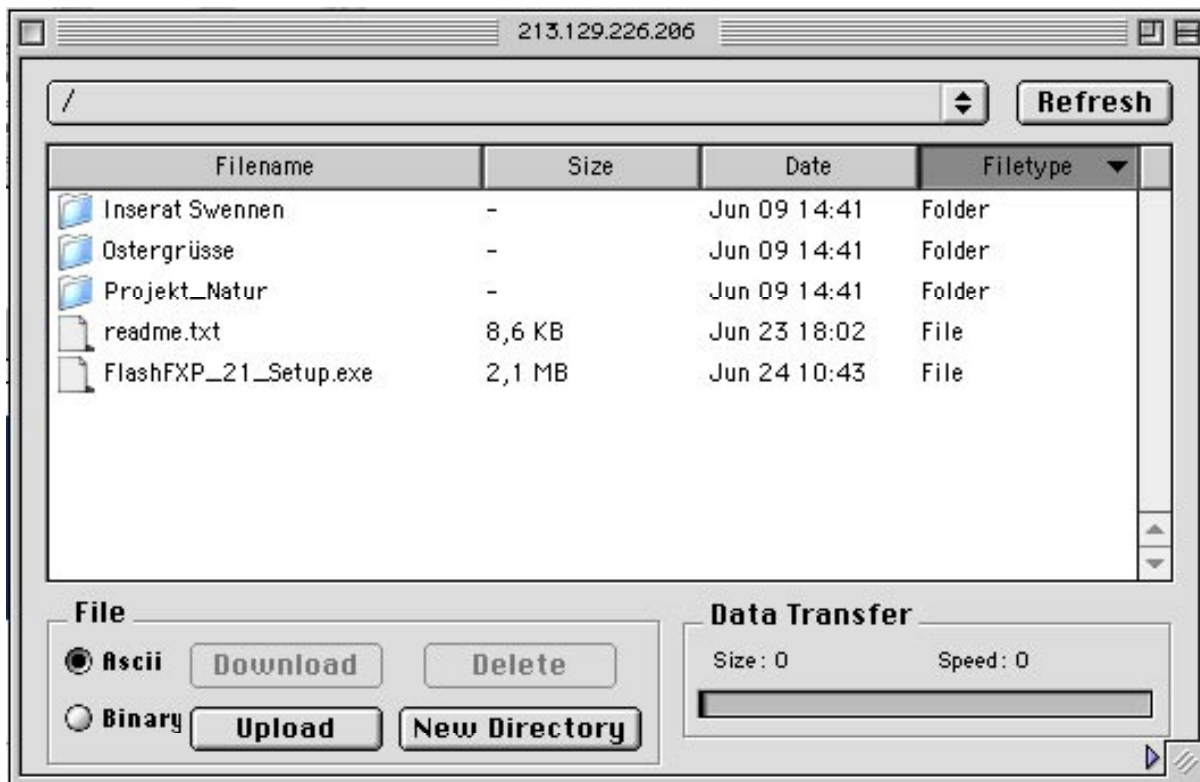 213.129.226.206
/
Refresh
Filename Size Date Filetype
Inserat Swennen - Jun 09 14:41 Folder
Ostergrüsse - Jun 09 14:41 Folder
Projekt_Natur - Jun 09 14:41 Folder
readme.txt 8,6 KB Jun 23 18:02 File
FlashFXP_21_Setup.exe 2,1 MB Jun 24 10:43 File
File
Ascii Download Delete
Binary Upload New Directory
Data Transfer
Size: 0 Speed: 0